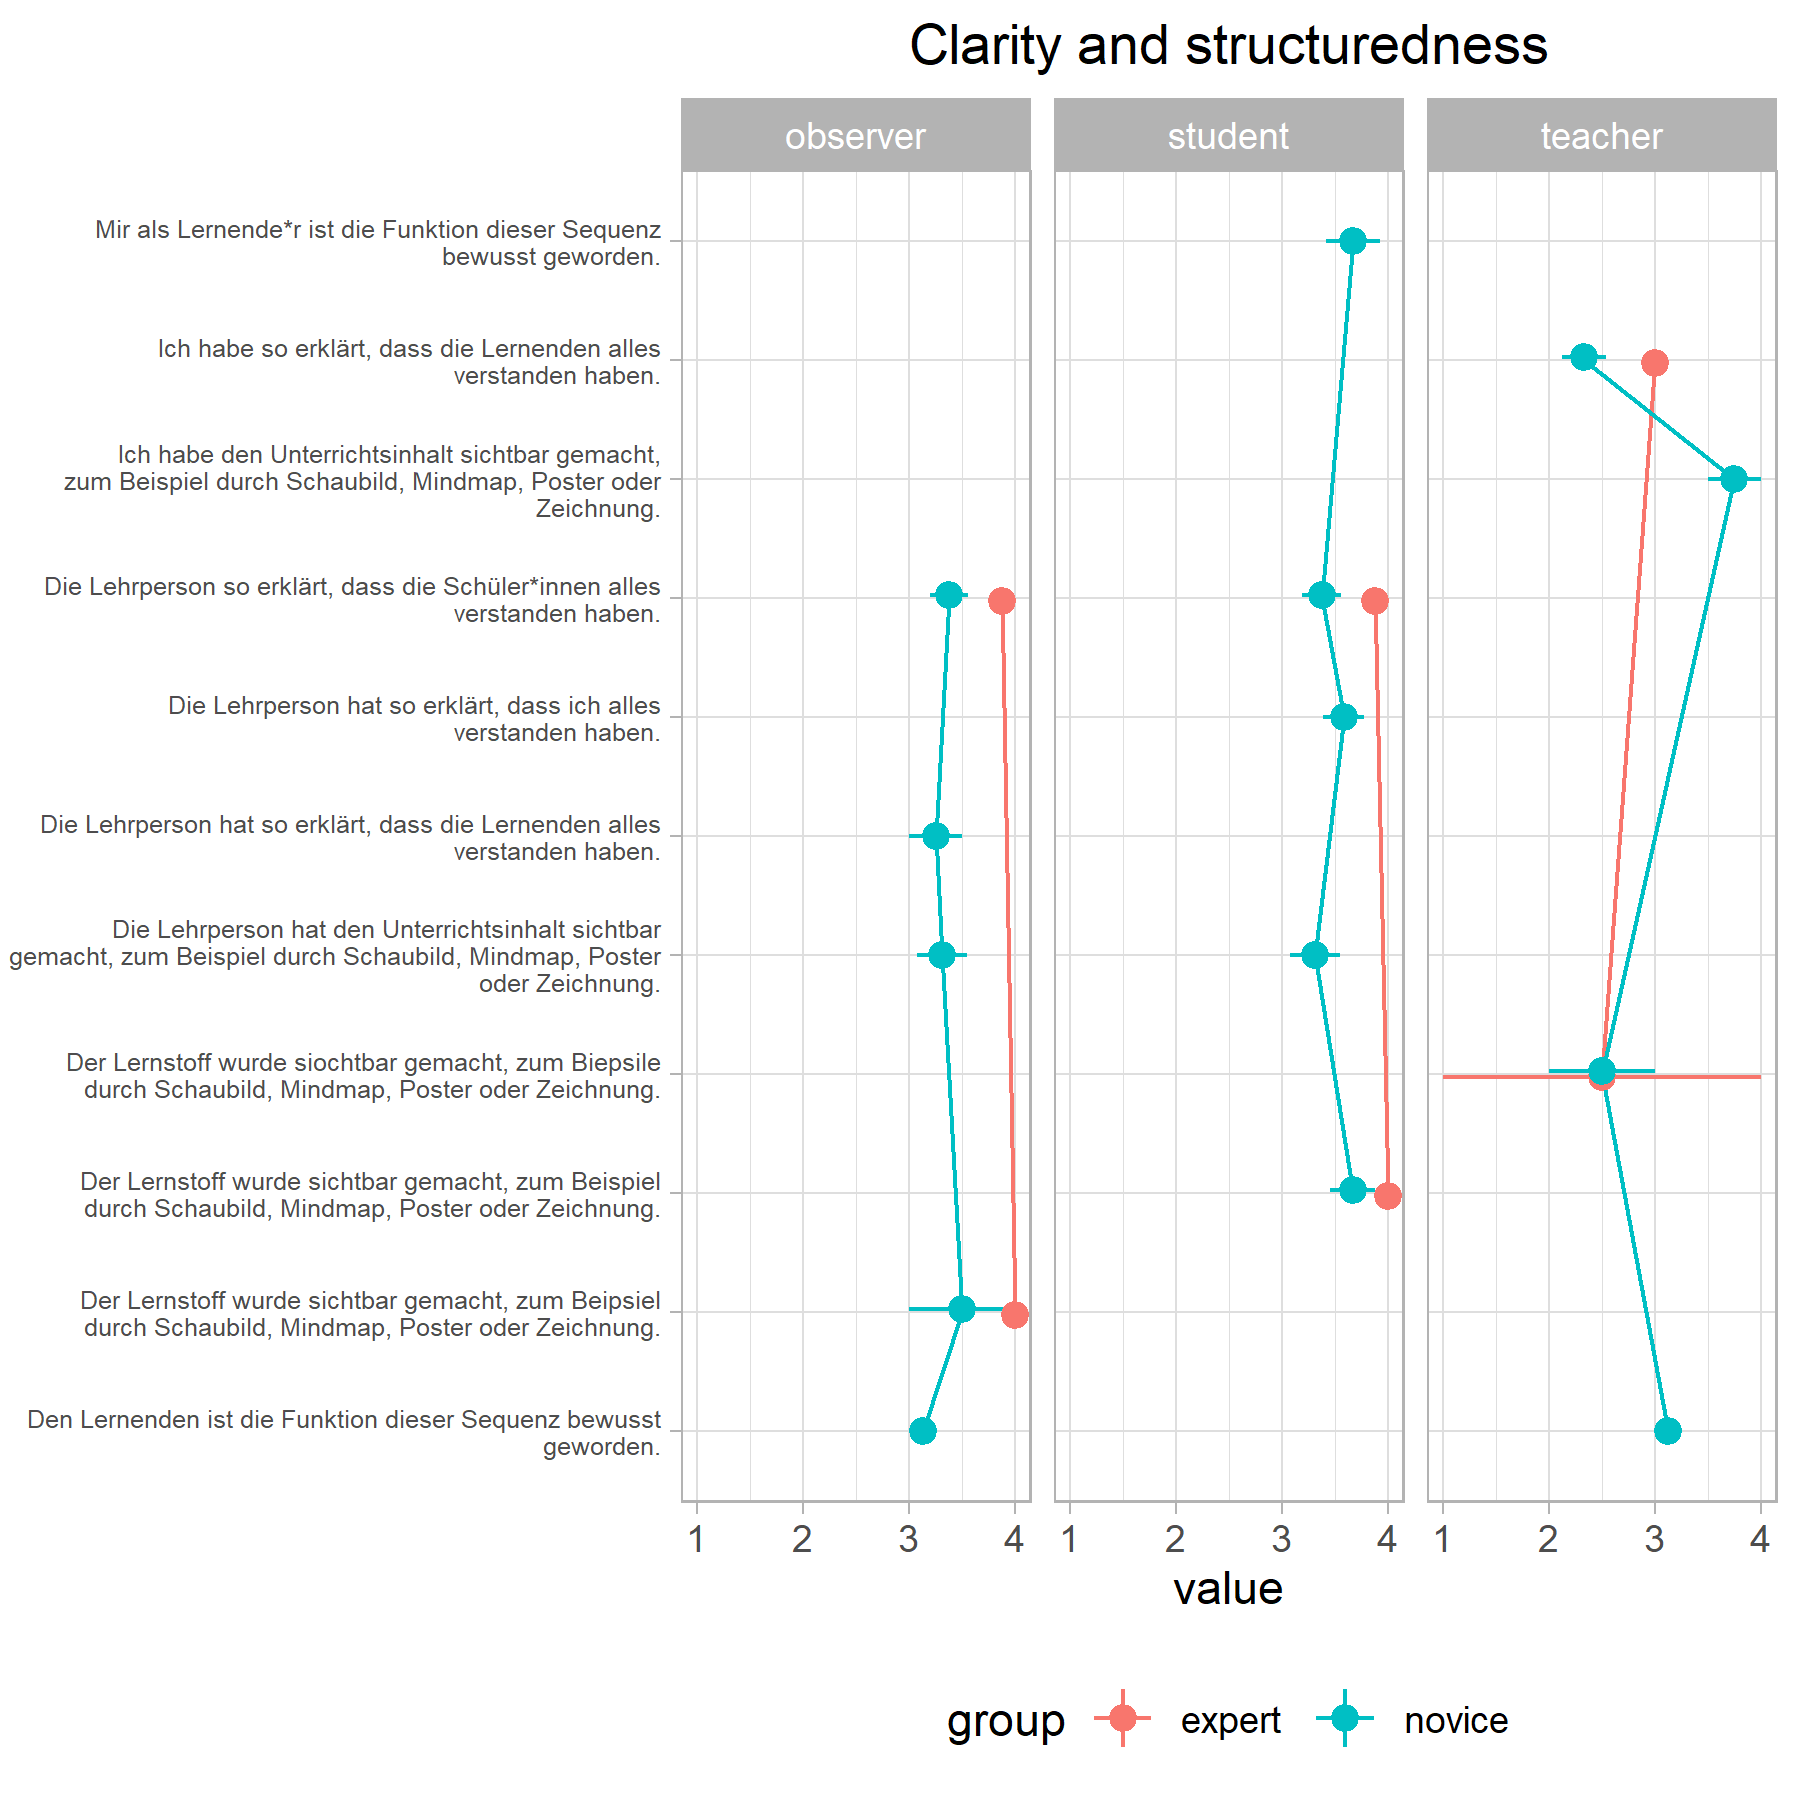 Clarity and structuredness
observer
student
teacher
Mir als Lernende*r ist die Funktion dieser Sequenz
bewusst geworden.
Ich habe so erklärt, dass die Lernenden alles
verstanden haben.
Ich habe den Unterrichtsinhalt sichtbar gemacht,
zum Beispiel durch Schaubild, Mindmap, Poster oder
Zeichnung.
Die Lehrperson so erklärt, dass die Schüler*innen alles
verstanden haben.
Die Lehrperson hat so erklärt, dass ich alles
verstanden haben.
Die Lehrperson hat so erklärt, dass die Lernenden alles
verstanden haben.
Die Lehrperson hat den Unterrichtsinhalt sichtbar
gemacht, zum Beispiel durch Schaubild, Mindmap, Poster
oder Zeichnung.
Der Lernstoff wurde siochtbar gemacht, zum Biepsile
durch Schaubild, Mindmap, Poster oder Zeichnung.
Der Lernstoff wurde sichtbar gemacht, zum Beispiel
durch Schaubild, Mindmap, Poster oder Zeichnung.
Der Lernstoff wurde sichtbar gemacht, zum Beipsiel
durch Schaubild, Mindmap, Poster oder Zeichnung.
Den Lernenden ist die Funktion dieser Sequenz bewusst
geworden.
1 2 3 4
1 2 3 4
1 2 3 4
value
group expert novice